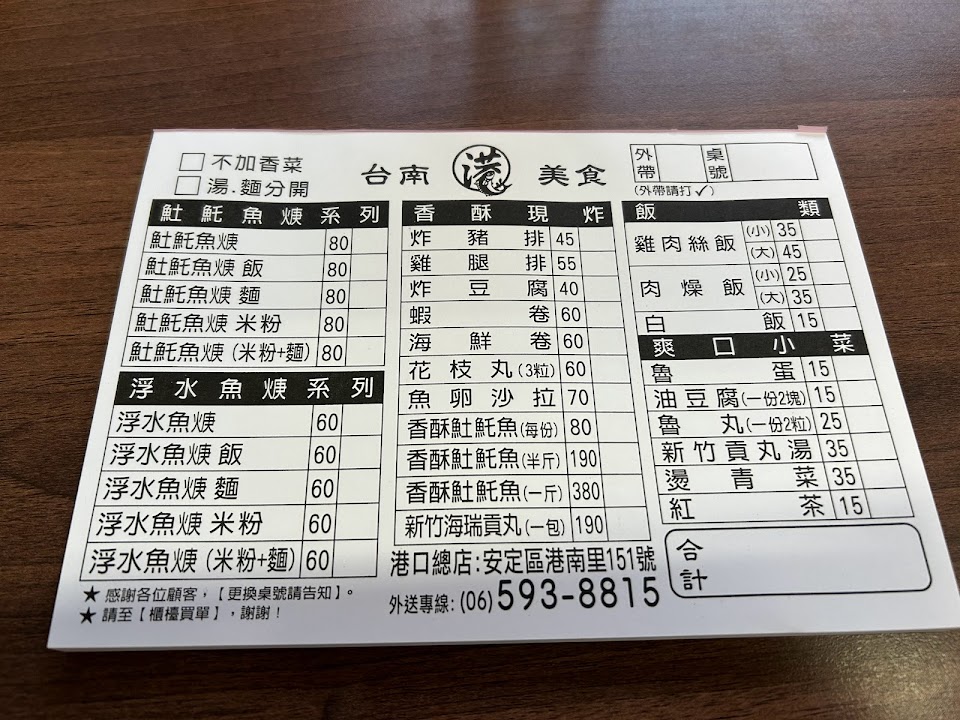 不加香菜
湯.麵分開
台南 港 美食
外帶
桌號
(外帶請打✓)
魠魠魚焿系列
魠魠魚焿 80
魠魠魚焿 飯 80
魠魠魚焿 麵 80
魠魠魚焿 米粉 80
魠魠魚焿 (米粉+麵) 80
浮水魚焿系列
浮水魚焿 60
浮水魚焿 飯 60
浮水魚焿 麵 60
浮水魚焿 米粉 60
浮水魚焿 (米粉+麵) 60
★ 感謝各位顧客，【更換桌號請告知】。
★ 請至【櫃檯買單】，謝謝！
香酥現炸
炸豬排 45
雞腿排 55
炸豆腐 40
蝦卷 60
海鮮卷 60
花枝丸(3粒) 60
魚卵沙拉 70
香酥魠魠魚(每份) 80
香酥魠魠魚(半斤) 190
香酥魠魠魚(一斤) 380
新竹海瑞貢丸(一包) 190
港口總店:安定區港南里151號
外送專線: (06) 593-8815
飯類
雞肉絲飯 (小) 35
(大) 45
肉燥飯 (小) 25
(大) 35
白飯 15
爽口小菜
魯蛋 15
油豆腐(一份2塊) 15
魯丸(一份2粒) 25
新竹貢丸湯 35
燙青菜 35
紅茶 15
合計